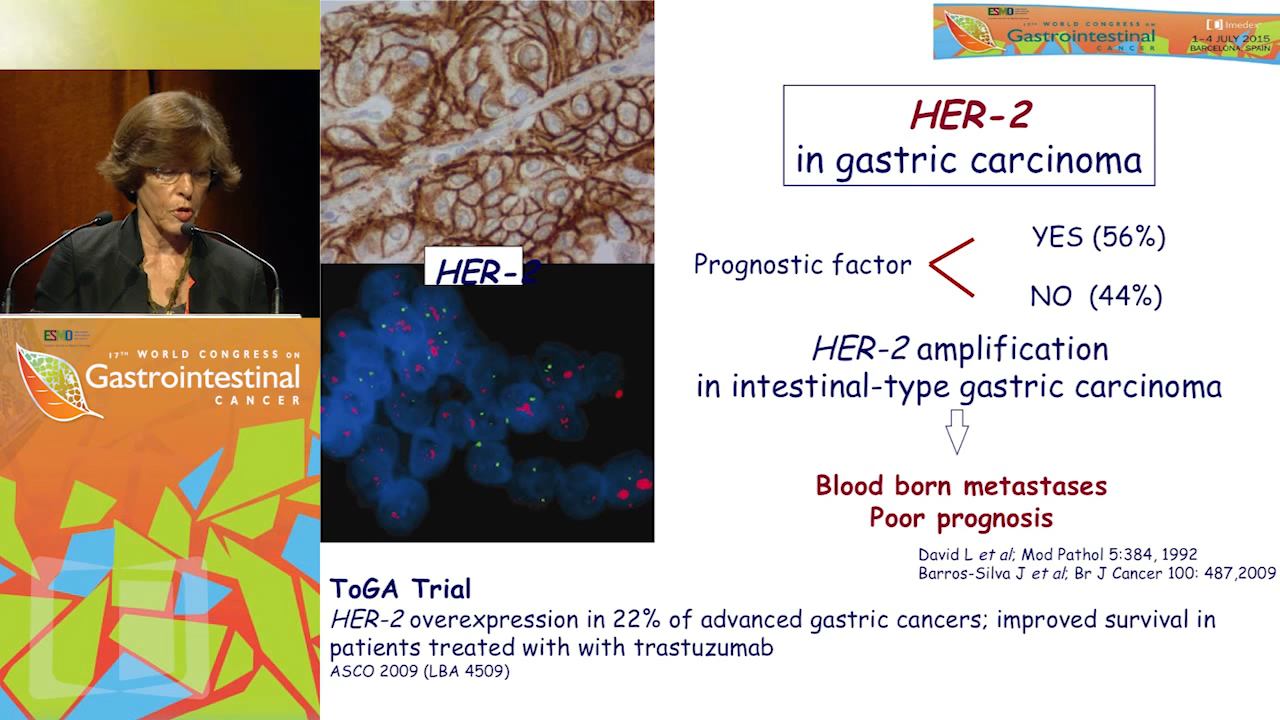 ESMO
17TH WORLD CONGRESS ON
Gastrointestinal
CANCER
Imedex
1-4 JULY 2015
BARCELONA, SPAIN
HER-2
in gastric carcinoma
Prognostic factor
YES (56%)
NO (44%)
HER-2
HER-2 amplification
in intestinal-type gastric carcinoma
Blood born metastases
Poor prognosis
David L et al; Mod Pathol 5:384, 1992
Barros-Silva J et al; Br J Cancer 100: 487,2009
ESMO
17TH WORLD CONGRESS ON
Gastrointestinal
CANCER
ToGA Trial
HER-2 overexpression in 22% of advanced gastric cancers; improved survival in
patients treated with with trastuzumab
ASCO 2009 (LBA 4509)